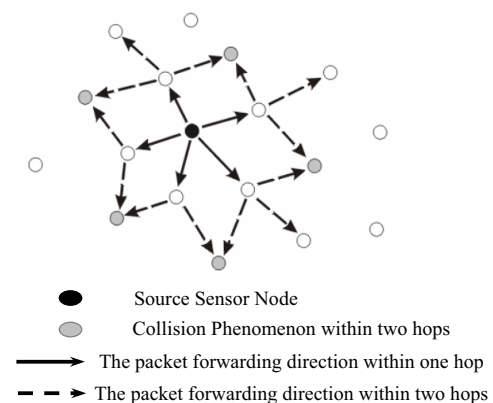 Source Sensor Node
Collision Phenomenon within two hops
The packet forwarding direction within one hop
The packet forwarding direction within two hops